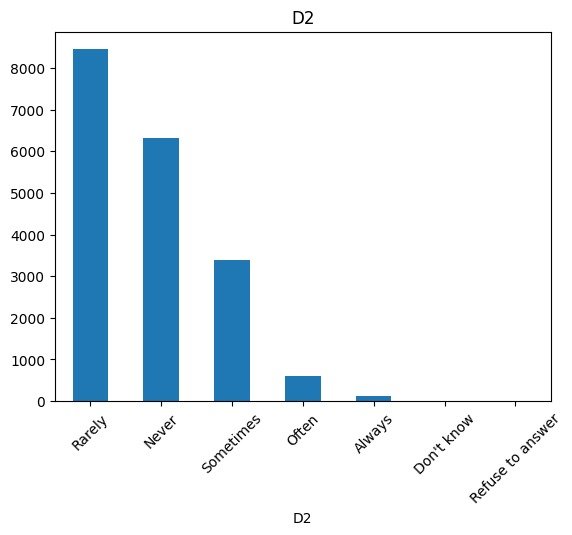 D2
8000
7000
6000
5000
4000
3000
2000
1000
0
Rarely
Never
Sometimes
Often
Always
Don't know
Refuse to answer
D2